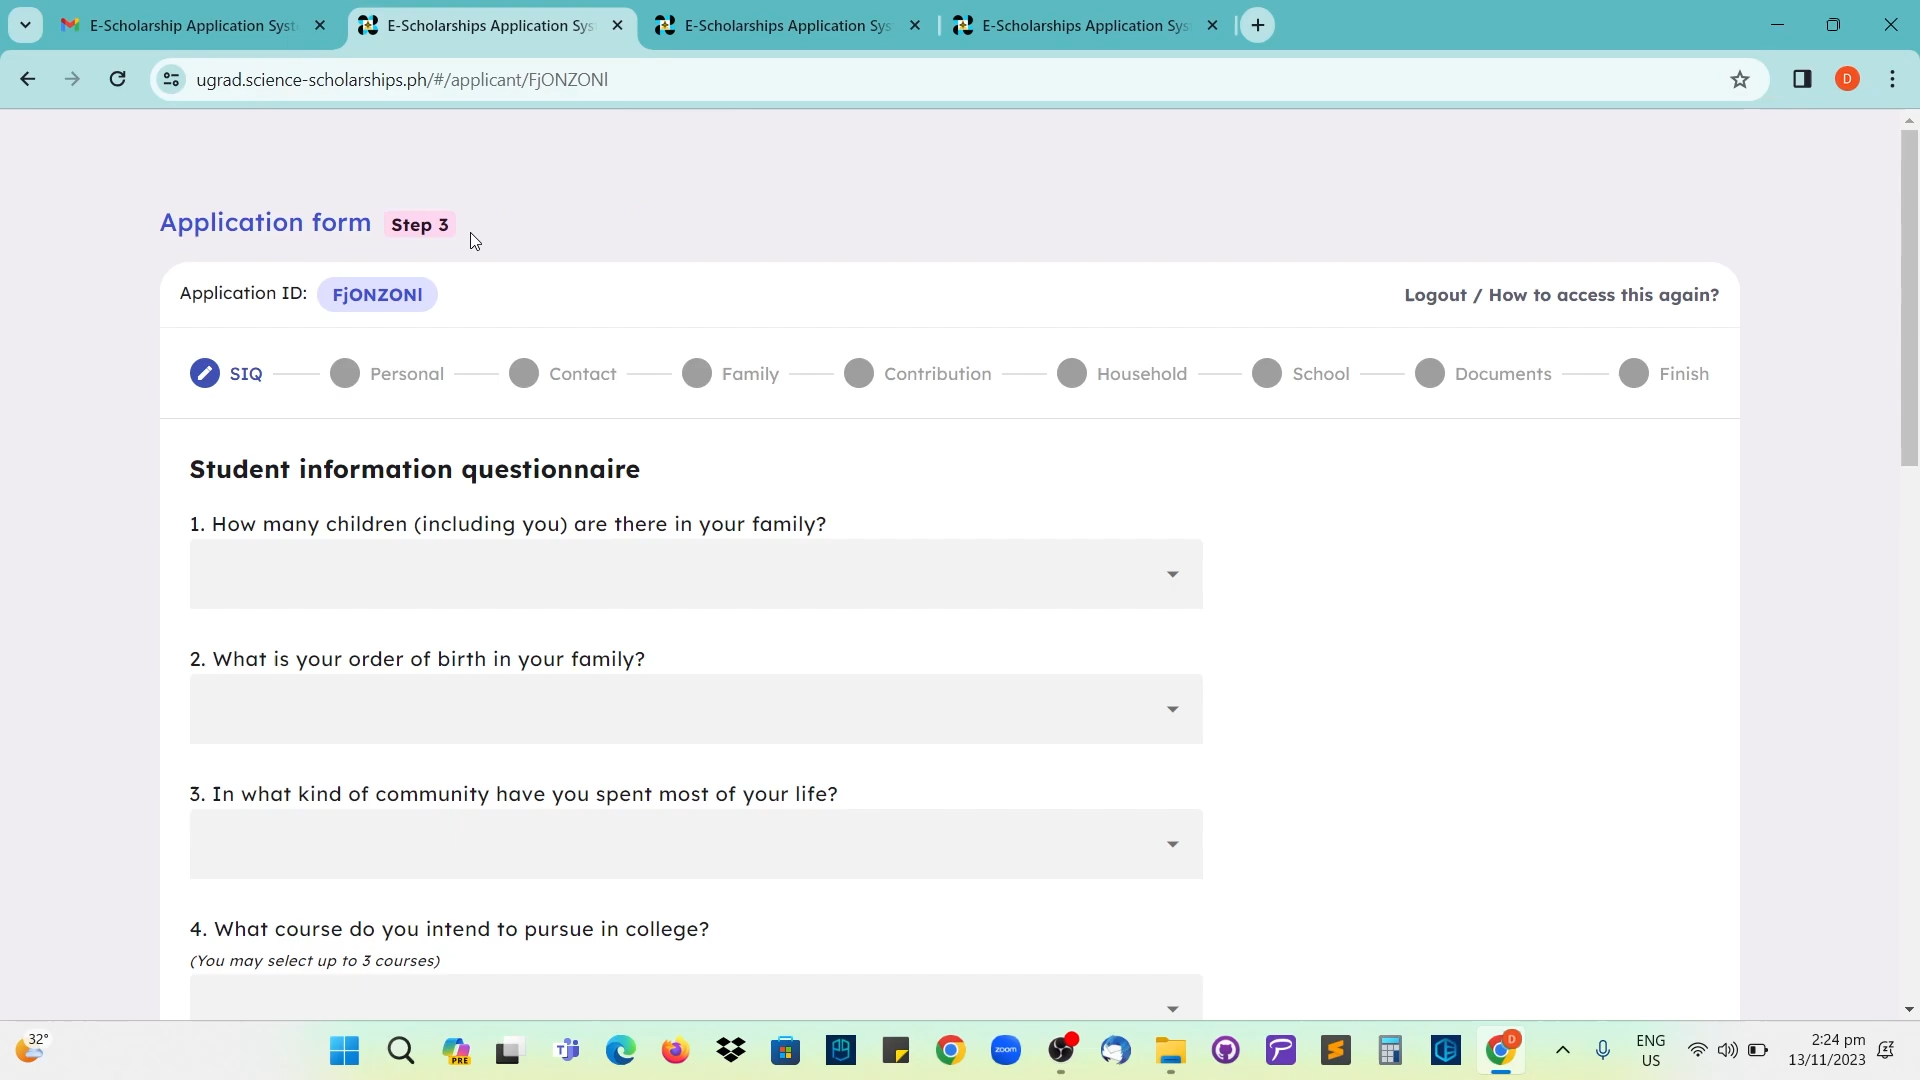 E-Scholarship Application Syst
E-Scholarships Application Sys
E-Scholarships Application Sys
E-Scholarships Application Sys
ugrad.science-scholarships.ph/#/applicant/FjONZONl
D
Application form Step 3
Application ID: FjONZONl
Logout / How to access this again?
SIQ
Personal
Contact
Family
Contribution
Household
School
Documents
Finish
Student information questionnaire
1. How many children (including you) are there in your family?
2. What is your order of birth in your family?
3. In what kind of community have you spent most of your life?
4. What course do you intend to pursue in college?
(You may select up to 3 courses)
32°
PRE
zoom
D
ENG
US
2:24 pm
13/11/2023